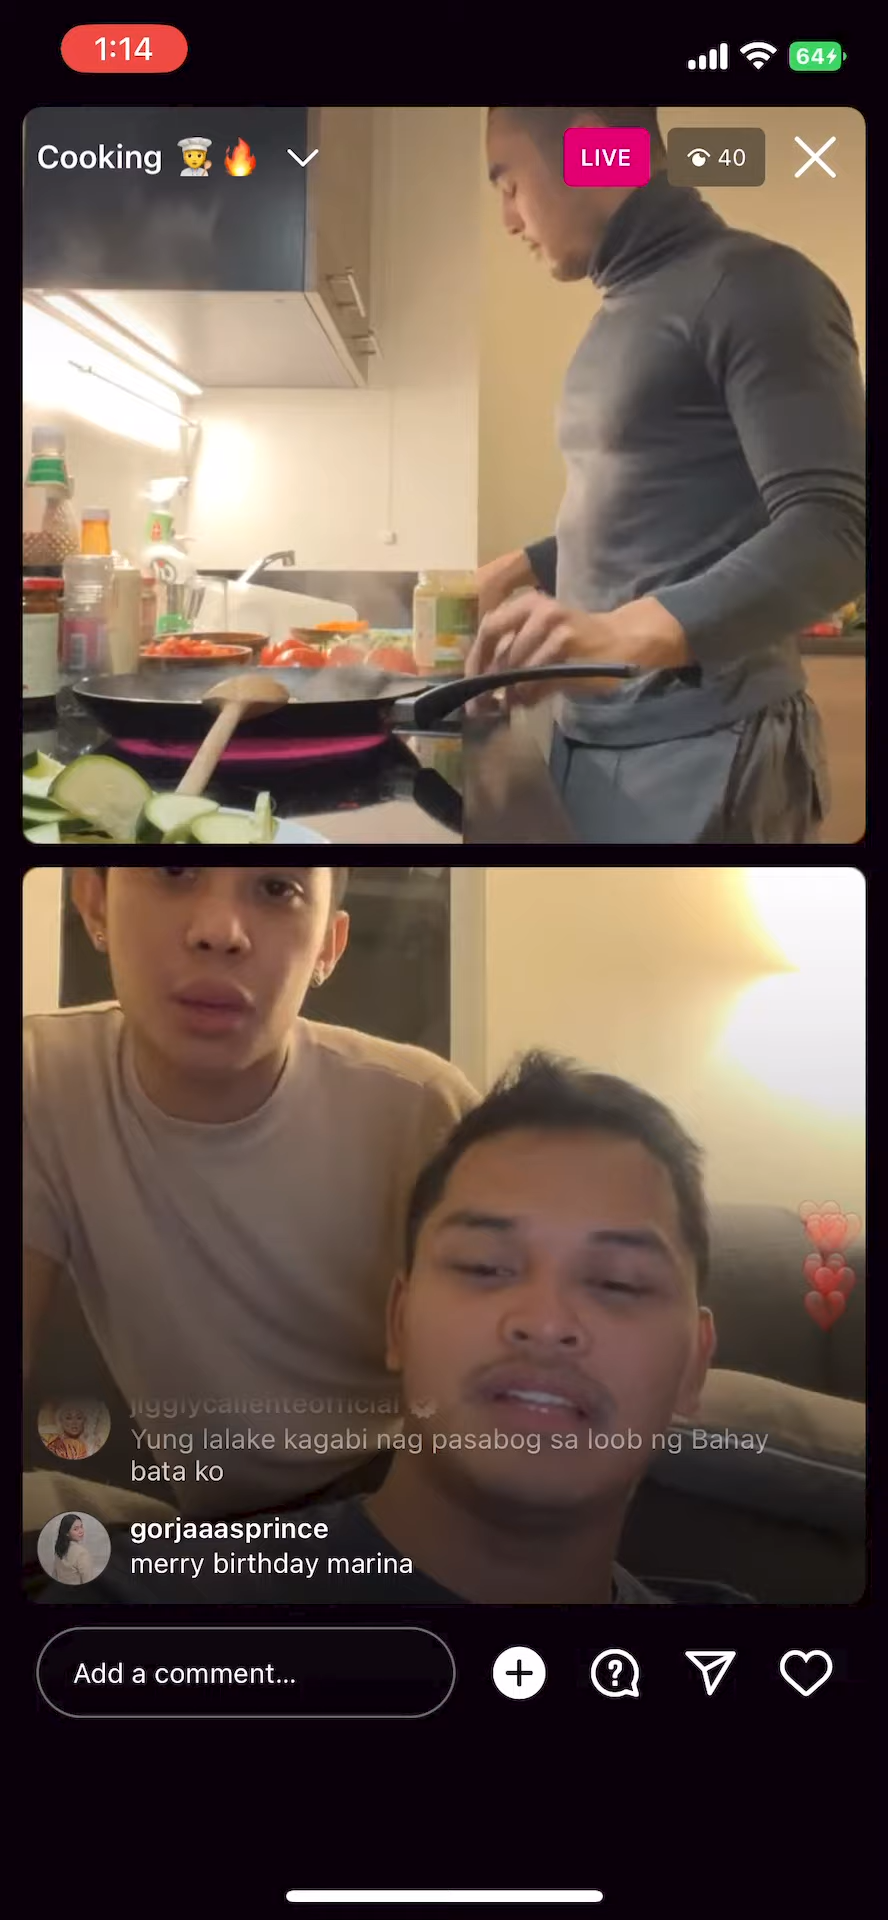 1:14
64
Cooking 👨‍🍳🔥
LIVE
40
jigglycalienteofficial
Yung lalake kagabi nag pasabog sa loob ng Bahay
bata ko
gorjaaasprince
merry birthday marina
Add a comment...